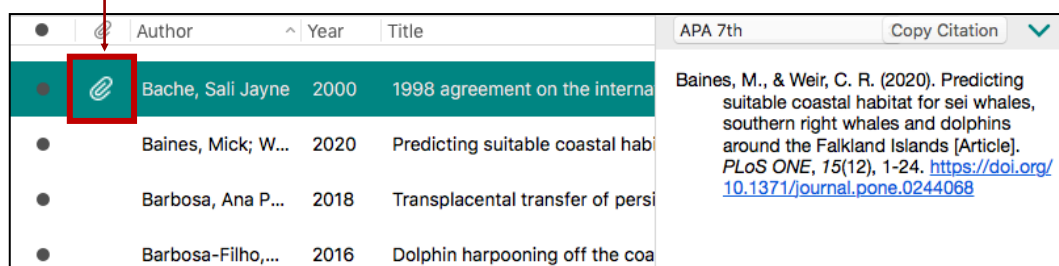 Author Year Title
Bache, Sali Jayne 2000 1998 agreement on the interna
Baines, Mick; W... 2020 Predicting suitable coastal habi
Barbosa, Ana P... 2018 Transplacental transfer of persi
Barbosa-Filho,... 2016 Dolphin harpooning off the coa
APA 7th Copy Citation
Baines, M., & Weir, C. R. (2020). Predicting
suitable coastal habitat for sei whales,
southern right whales and dolphins
around the Falkland Islands [Article].
PLoS ONE, 15(12), 1-24. https://doi.org/
10.1371/journal.pone.0244068